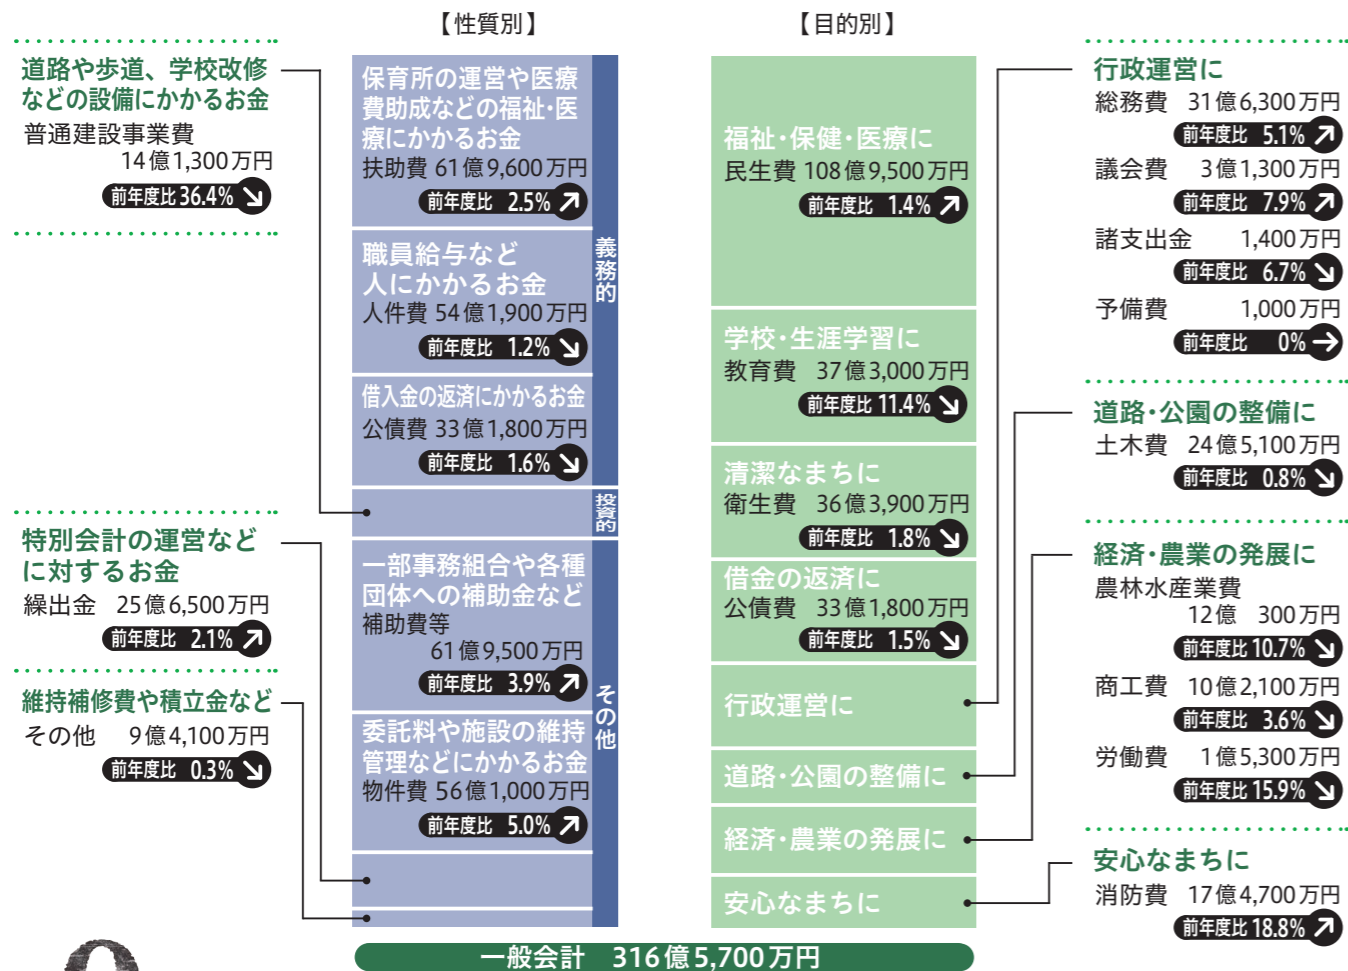 【性質別】
【目的別】
道路や歩道、学校改修
などの設備にかかるお金
普通建設事業費
14億1,300万円
前年度比36.4%↘
特別会計の運営など
に対するお金
繰出金 25億6,500万円
前年度比 2.1%↗
維持補修費や積立金など
その他 9億4,100万円
前年度比 0.3%↘
保育所の運営や医療
費助成などの福祉・医
療にかかるお金
扶助費 61億9,600万円
前年度比 2.5%↗
職員給与など
人にかかるお金
人件費 54億1,900万円
前年度比 1.2%↘
借入金の返済にかかるお金
公債費 33億1,800万円
前年度比 1.6%↘
義務的
投資的
一部事務組合や各種
団体への補助金など
補助費等
61億9,500万円
前年度比 3.9%↗
委託料や施設の維持
管理などにかかるお金
物件費 56億1,000万円
前年度比 5.0%↗
その他
福祉・保健・医療に
民生費 108億9,500万円
前年度比 1.4%↗
学校・生涯学習に
教育費 37億3,000万円
前年度比 11.4%↘
清潔なまちに
衛生費 36億3,900万円
前年度比 1.8%↘
借金の返済に
公債費 33億1,800万円
前年度比 1.5%↘
行政運営に
道路・公園の整備に
経済・農業の発展に
安心なまちに
行政運営に
総務費 31億6,300万円
前年度比 5.1%↗
議会費 3億1,300万円
前年度比 7.9%↗
諸支出金 1,400万円
前年度比 6.7%↘
予備費 1,000万円
前年度比 0%→
道路・公園の整備に
土木費 24億5,100万円
前年度比 0.8%↘
経済・農業の発展に
農林水産業費
12億 300万円
前年度比 10.7%↘
商工費 10億2,100万円
前年度比 3.6%↘
労働費 1億5,300万円
前年度比 15.9%↘
安心なまちに
消防費 17億4,700万円
前年度比 18.8%↗
一般会計 316億5,700万円